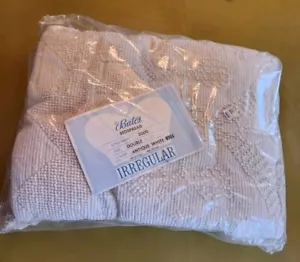 Bates
BEDSPREAD
DOUBLE
ANTIQUE WHITE
IRREGULAR